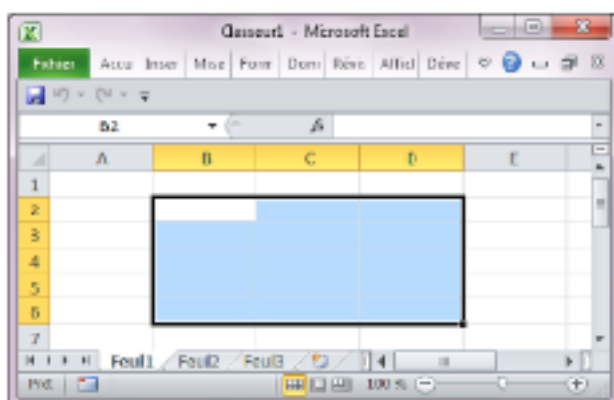 Classeur1 - Microsoft Excel
Fichier Accu Inser Mise Form Donn Révis Affich Déve
B2
A B C D E
1
2
3
4
5
6
7
Feuil1 Feuil2 Feuil3
Prêt 100 %